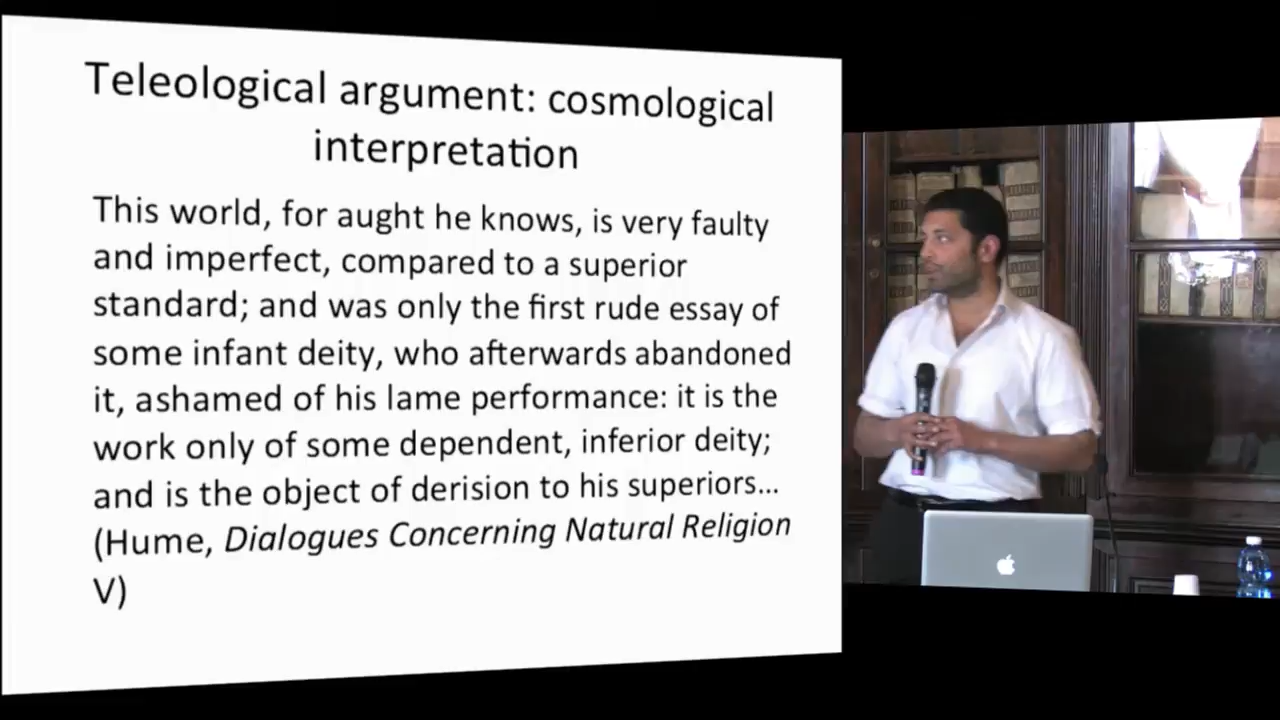 Teleological argument: cosmological
interpretation
This world, for aught he knows, is very faulty
and imperfect, compared to a superior
standard; and was only the first rude essay of
some infant deity, who afterwards abandoned
it, ashamed of his lame performance: it is the
work only of some dependent, inferior deity;
and is the object of derision to his superiors...
(Hume, Dialogues Concerning Natural Religion
V)